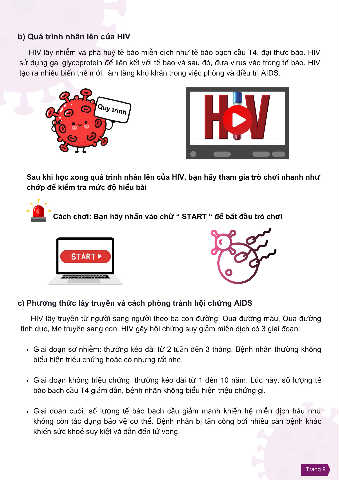 b) Quá trình nhân lên của HIV
HIV lây nhiễm và phá huỷ tế bào miễn dịch như tế bào bạch cầu T4, đại thực bào. HIV
sử dụng gai glycoprotein để liên kết với tế bào và sau đó, đưa virus vào trong tế bào. HIV
tạo ra nhiều biến thể mới làm tăng khó khăn trong việc phòng và điều trị AIDS.
Quy trình
HIV
Sau khi học xong quá trình nhân lên của HIV, bạn hãy tham gia trò chơi nhanh như
chớp để kiểm tra mức độ hiểu bài
Cách chơi: Bạn hãy nhấn vào chữ “ START ” để bắt đầu trò chơi
START
c) Phương thức lây truyền và cách phòng tránh hội chứng AIDS
HIV lây truyền từ người sang người theo ba con đường: Qua đường máu, Qua đường
tình dục, Mẹ truyền sang con. HIV gây hội chứng suy giảm miễn dịch có 3 giai đoạn:
• Giai đoạn sơ nhiễm: thường kéo dài từ 2 tuần đến 3 tháng. Bệnh nhân thường không
biểu hiện triệu chứng hoặc có nhưng rất nhẹ.
• Giai đoạn không triệu chứng: thường kéo dài từ 1 đến 10 năm. Lúc này, số lượng tế
bào bạch cầu T4 giảm dần, bệnh nhân không biểu hiện triệu chứng gì.
• Giai đoạn cuối: số lượng tế bào bạch cầu giảm mạnh khiến hệ miễn dịch hầu như
không còn tác dụng bảo vệ cơ thể. Bệnh nhân bị tấn công bởi nhiều căn bệnh khác
khiến sức khoẻ suy kiệt và dẫn đến tử vong.